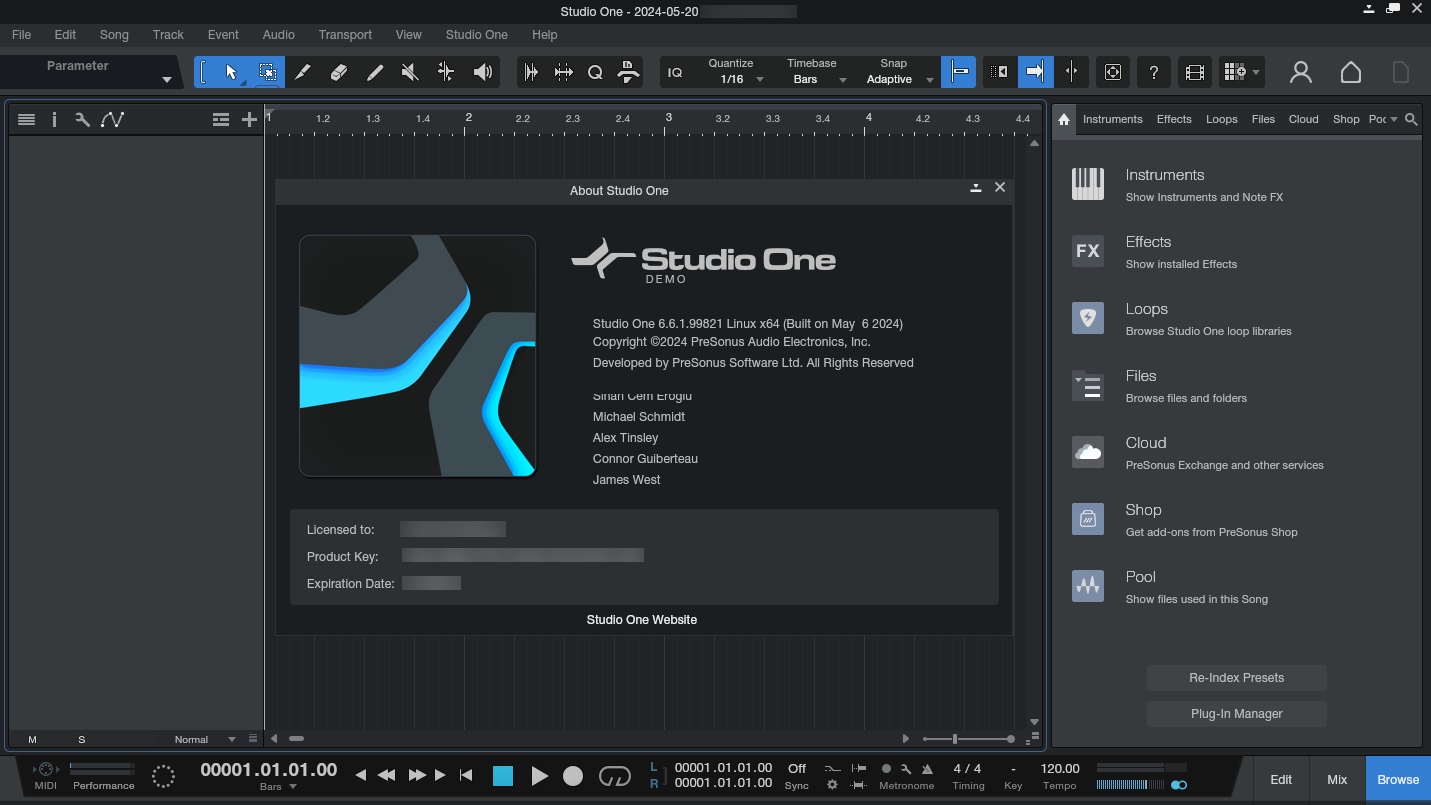 Studio One - 2024-05-20
File Edit Song Track Event Audio Transport View Studio One Help
Parameter
IQ
Quantize
1/16
Timebase
Bars
Snap
Adaptive
?
1 1.2 1.3 1.4 2 2.2 2.3 2.4 3 3.2 3.3 3.4 4 4.2 4.3 4.4
Instruments Effects Loops Files Cloud Shop Poo
About Studio One
Studio One
DEMO
Studio One 6.6.1.99821 Linux x64 (Built on May  6 2024)
Copyright ©2024 PreSonus Audio Electronics, Inc.
Developed by PreSonus Software Ltd. All Rights Reserved
Sinan Cem Eroglu
Michael Schmidt
Alex Tinsley
Connor Guiberteau
James West
Licensed to:
Product Key:
Expiration Date:
Studio One Website
Instruments
Show Instruments and Note FX
FX
Effects
Show installed Effects
Loops
Browse Studio One loop libraries
Files
Browse files and folders
Cloud
PreSonus Exchange and other services
Shop
Get add-ons from PreSonus Shop
Pool
Show files used in this Song
Re-Index Presets
Plug-In Manager
M S Normal
MIDI
Performance
00001.01.01.00
Bars
L 00001.01.01.00
R 00001.01.01.00
Off
Sync
Metronome
4 / 4
Timing
-
Key
120.00
Tempo
Edit Mix Browse